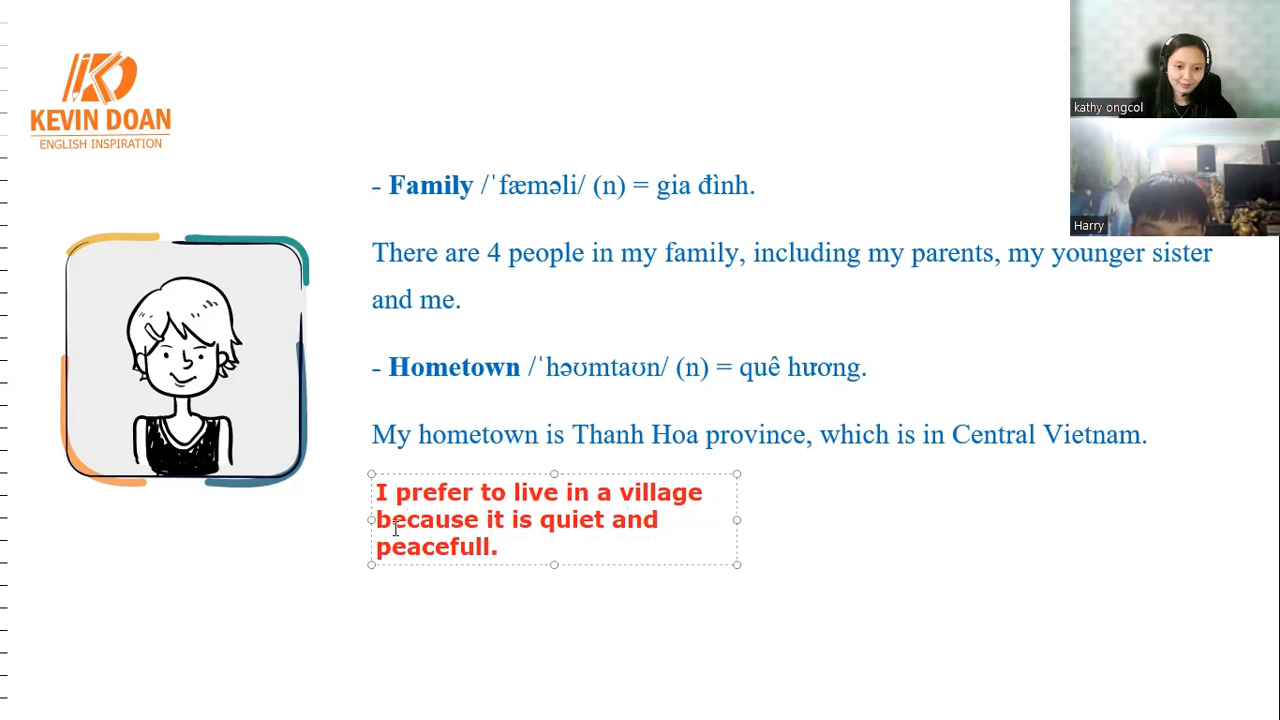 KEVIN DOAN
ENGLISH INSPIRATION
kathy ongcol
Harry
- Family /ˈfæməli/ (n) = gia đình.
There are 4 people in my family, including my parents, my younger sister
and me.
- Hometown /ˈhəʊmtaʊn/ (n) = quê hương.
My hometown is Thanh Hoa province, which is in Central Vietnam.
I prefer to live in a village
because it is quiet and
peacefull.